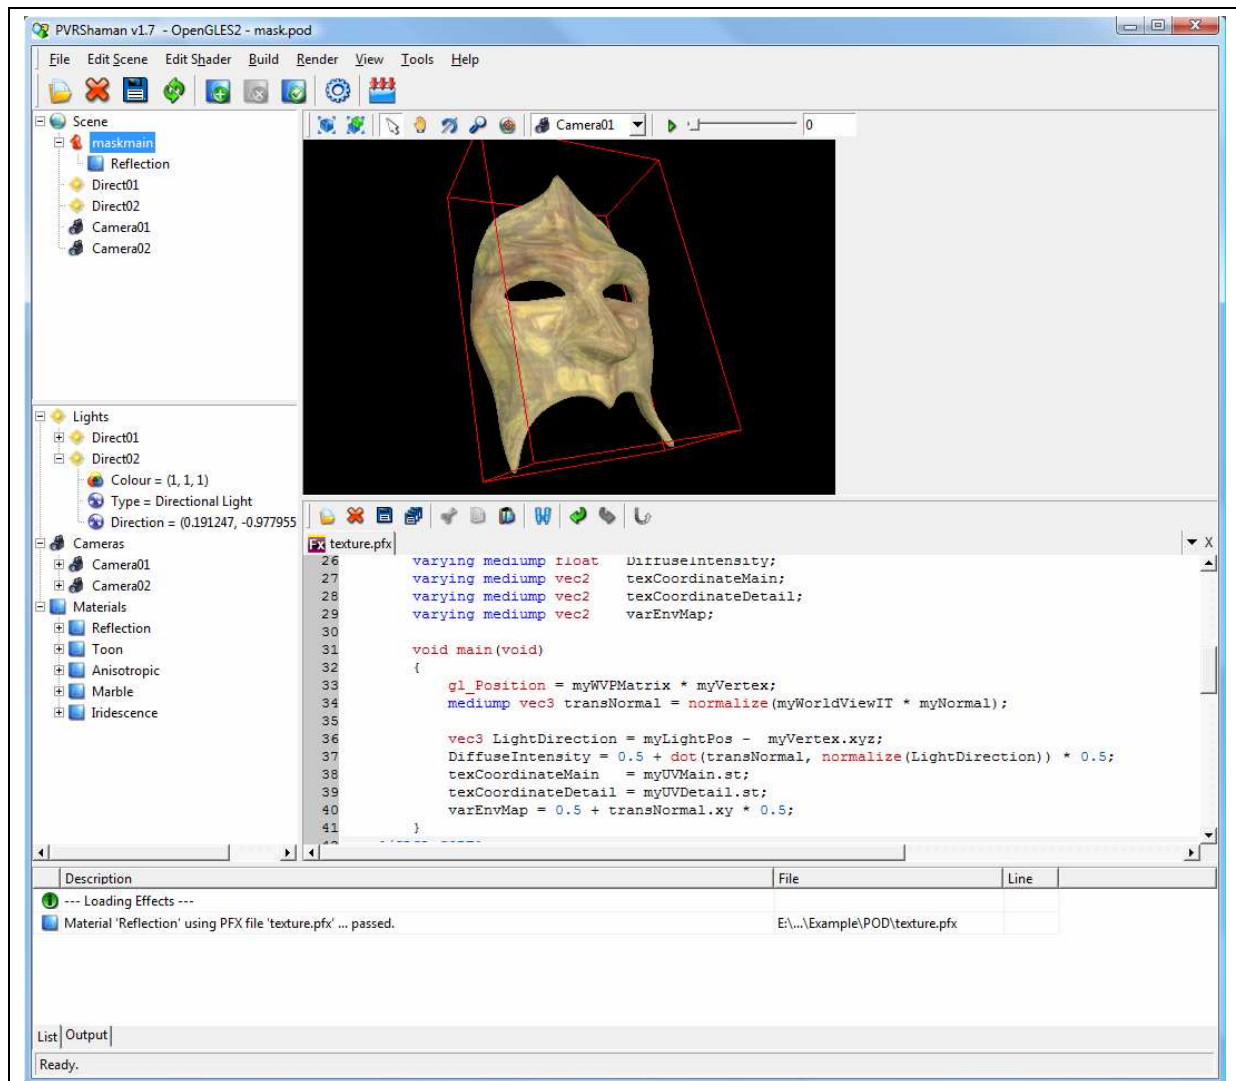 PVRShaman v1.7 - OpenGLES2 - mask.pod
File Edit Scene Edit Shader Build Render View Tools Help
Scene
maskmain
Reflection
Direct01
Direct02
Camera01
Camera02
Camera01 0
Lights
Direct01
Direct02
Colour = (1, 1, 1)
Type = Directional Light
Direction = (0.191247, -0.977955
Cameras
Camera01
Camera02
Materials
Reflection
Toon
Anisotropic
Marble
Iridescence
Fx texture.pfx X
26 varying mediump float DiffuseIntensity;
27 varying mediump vec2 texCoordinateMain;
28 varying mediump vec2 texCoordinateDetail;
29 varying mediump vec2 varEnvMap;
30
31 void main(void)
32 {
33 gl_Position = myWVPMatrix * myVertex;
34 mediump vec3 transNormal = normalize(myWorldViewIT * myNormal);
35
36 vec3 LightDirection = myLightPos - myVertex.xyz;
37 DiffuseIntensity = 0.5 + dot(transNormal, normalize(LightDirection)) * 0.5;
38 texCoordinateMain = myUVMain.st;
39 texCoordinateDetail = myUVDetail.st;
40 varEnvMap = 0.5 + transNormal.xy * 0.5;
41 }
Description File Line
--- Loading Effects ---
Material 'Reflection' using PFX file 'texture.pfx' ... passed. E:\...\Example\POD\texture.pfx
List Output
Ready.